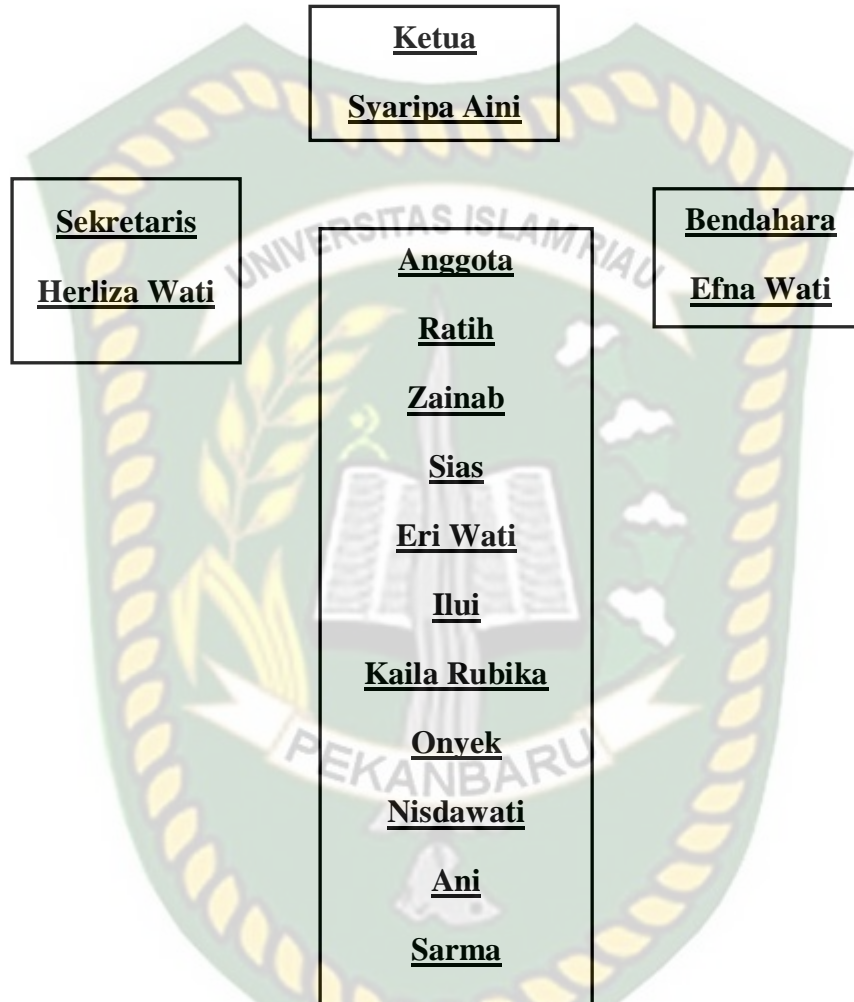 Ketua
Syaripa Aini
Sekretaris
Herliza Wati
Bendahara
Efna Wati
Anggota
Ratih
Zainab
Sias
Eri Wati
Ilui
Kaila Rubika
Onyek
Nisdawati
Ani
Sarma
UNIVERSITAS ISLAM RIAU
PEKANBARU